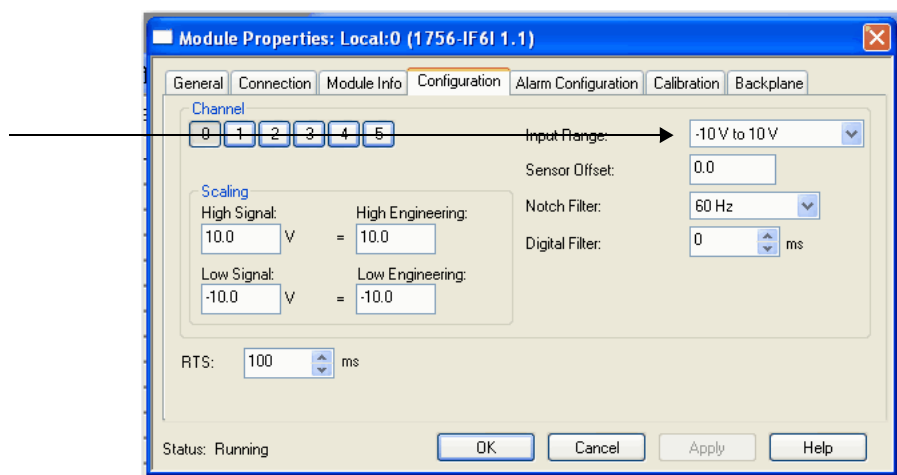 Module Properties: Local:0 (1756-IF6I 1.1)
General Connection Module Info Configuration Alarm Configuration Calibration Backplane
Channel
0 1 2 3 4 5
Input Range: -10 V to 10 V
Sensor Offset: 0.0
Scaling
High Signal: High Engineering:
10.0 V = 10.0
Notch Filter: 60 Hz
Digital Filter: 0 ms
Low Signal: Low Engineering:
-10.0 V = -10.0
RTS: 100 ms
Status: Running
OK Cancel Apply Help